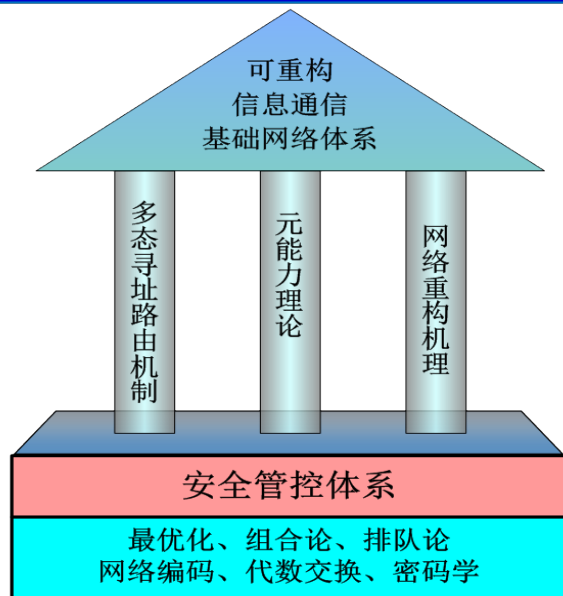 可重构
信息通信
基础网络体系
多态寻址路由机制
元能力理论
网络重构机理
安全管控体系
最优化、组合论、排队论
网络编码、代数交换、密码学